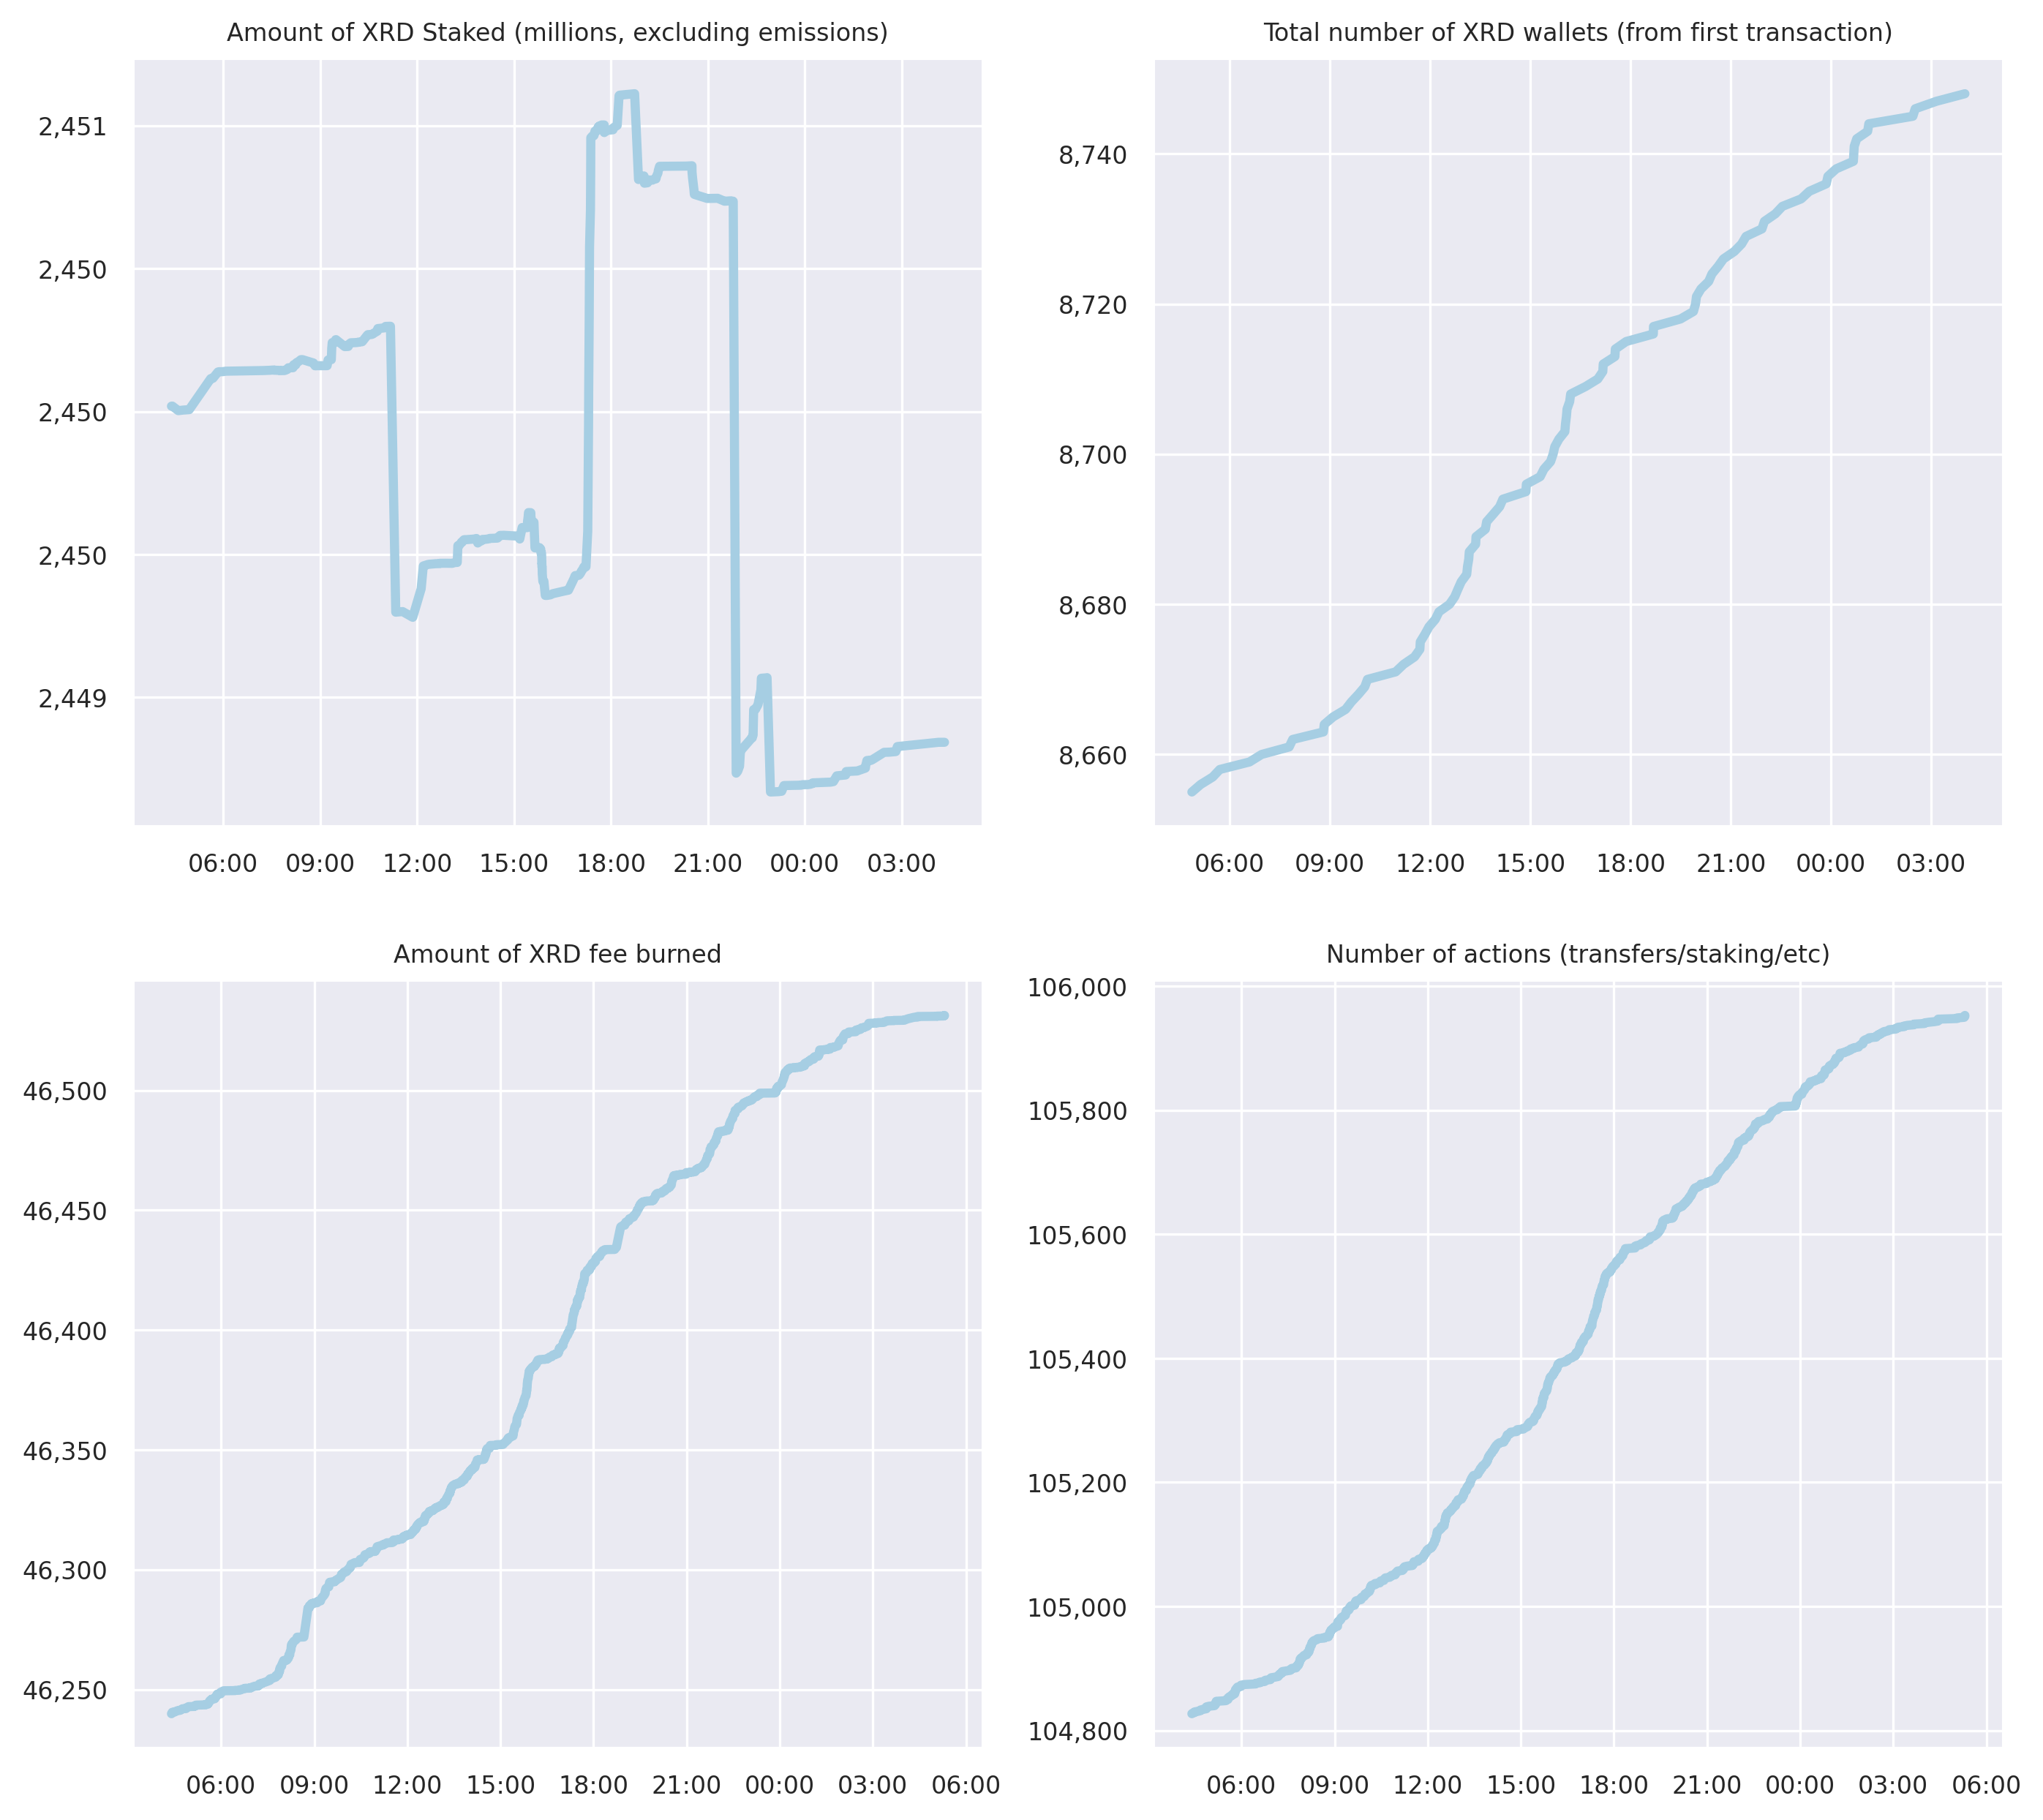 Amount of XRD Staked (millions, excluding emissions)
2,451
2,450
2,450
2,450
2,449
06:00 09:00 12:00 15:00 18:00 21:00 00:00 03:00
Total number of XRD wallets (from first transaction)
8,740
8,720
8,700
8,680
8,660
06:00 09:00 12:00 15:00 18:00 21:00 00:00 03:00
Amount of XRD fee burned
46,500
46,450
46,400
46,350
46,300
46,250
06:00 09:00 12:00 15:00 18:00 21:00 00:00 03:00 06:00
Number of actions (transfers/staking/etc)
106,000
105,800
105,600
105,400
105,200
105,000
104,800
06:00 09:00 12:00 15:00 18:00 21:00 00:00 03:00 06:00